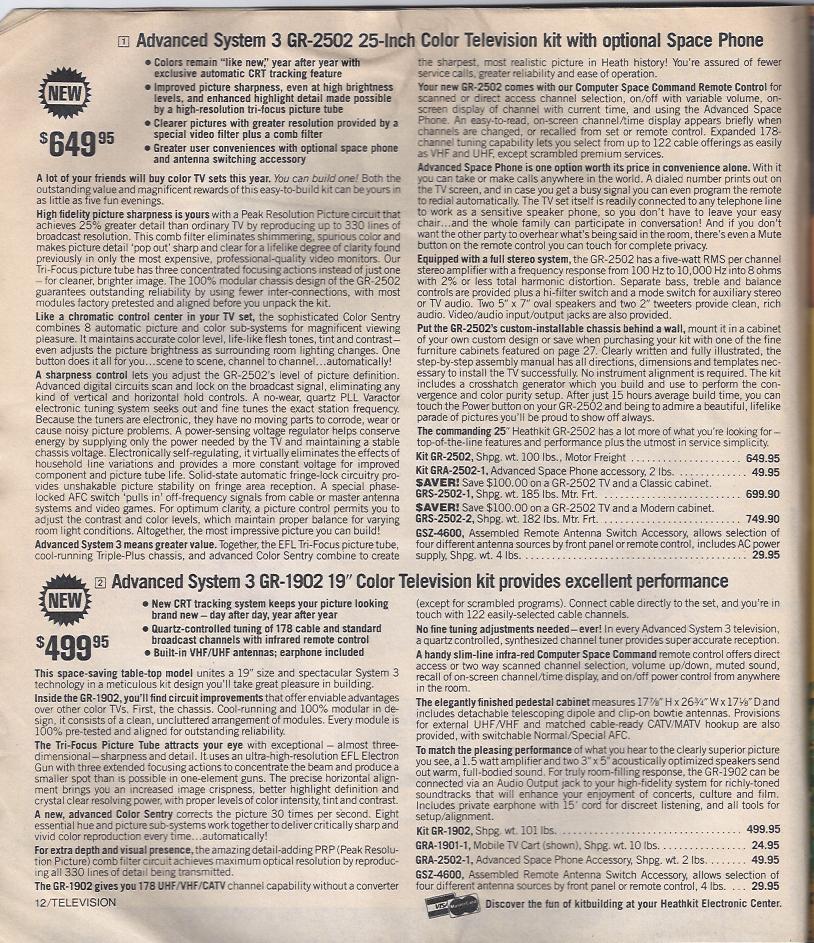 1 Advanced System 3 GR-2502 25-Inch Color Television kit with optional Space Phone
NEW
$649 95
• Colors remain "like new," year after year with
exclusive automatic CRT tracking feature
• Improved picture sharpness, even at high brightness
levels, and enhanced highlight detail made possible
by a high-resolution tri-focus picture tube
• Clearer pictures with greater resolution provided by a
special video filter plus a comb filter
• Greater user conveniences with optional space phone
and antenna switching accessory
A lot of your friends will buy color TV sets this year. You can build one! Both the
outstanding value and magnificent rewards of this easy-to-build kit can be yours in
as little as five fun evenings.
High fidelity picture sharpness is yours with a Peak Resolution Picture circuit that
achieves 25% greater detail than ordinary TV by reproducing up to 330 lines of
broadcast resolution. This comb filter eliminates shimmering, spurious color and
makes picture detail 'pop out' sharp and clear for a lifelike degree of clarity found
previously in only the most expensive, professional-quality video monitors. Our
Tri-Focus picture tube has three concentrated focusing actions instead of just one
– for cleaner, brighter image. The 100% modular chassis design of the GR-2502
guarantees outstanding reliability by using fewer inter-connections, with most
modules factory pretested and aligned before you unpack the kit.
Like a chromatic control center in your TV set, the sophisticated Color Sentry
combines 8 automatic picture and color sub-systems for magnificent viewing
pleasure. It maintains accurate color level, life-like flesh tones, tint and contrast–
even adjusts the picture brightness as surrounding room lighting changes. One
button does it all for you...scene to scene, channel to channel...automatically!
A sharpness control lets you adjust the GR-2502's level of picture definition.
Advanced digital circuits scan and lock on the broadcast signal, eliminating any
kind of vertical and horizontal hold controls. A no-wear, quartz PLL Varactor
electronic tuning system seeks out and fine tunes the exact station frequency.
Because the tuners are electronic, they have no moving parts to corrode, wear or
cause noisy picture problems. A power-sensing voltage regulator helps conserve
energy by supplying only the power needed by the TV and maintaining a stable
chassis voltage. Electronically self-regulating, it virtually eliminates the effects of
household line variations and provides a more constant voltage for improved
component and picture tube life. Solid-state automatic fringe-lock circuitry pro-
vides unshakable picture stability on fringe area reception. A special phase-
locked AFC switch 'pulls in' off-frequency signals from cable or master antenna
systems and video games. For optimum clarity, a picture control permits you to
adjust the contrast and color levels, which maintain proper balance for varying
room light conditions. Altogether, the most impressive picture you can build!
Advanced System 3 means greater value. Together, the EFL Tri-Focus picture tube,
cool-running Triple-Plus chassis, and advanced Color Sentry combine to create
the sharpest, most realistic picture in Heath history! You're assured of fewer
service calls, greater reliability and ease of operation.
Your new GR-2502 comes with our Computer Space Command Remote Control for
scanned or direct access channel selection, on/off with variable volume, on-
screen display of channel with current time, and using the Advanced Space
Phone. An easy-to-read, on-screen channel/time display appears briefly when
channels are changed, or recalled from set or remote control. Expanded 178-
channel tuning capability lets you select from up to 122 cable offerings as easily
as VHF and UHF, except scrambled premium services.
Advanced Space Phone is one option worth its price in convenience alone. With it
you can take or make calls anywhere in the world. A dialed number prints out on
the TV screen, and in case you get a busy signal you can even program the remote
to redial automatically. The TV set itself is readily connected to any telephone line
to work as a sensitive speaker phone, so you don't have to leave your easy
chair...and the whole family can participate in conversation! And if you don't
want the other party to overhear what's being said in the room, there's even a Mute
button on the remote control you can touch for complete privacy.
Equipped with a full stereo system, the GR-2502 has a five-watt RMS per channel
stereo amplifier with a frequency response from 100 Hz to 10,000 Hz into 8 ohms
with 2% or less total harmonic distortion. Separate bass, treble and balance
controls are provided plus a hi-filter switch and a mode switch for auxiliary stereo
or TV audio. Two 5" x 7" oval speakers and two 2" tweeters provide clean, rich
audio. Video/audio input/output jacks are also provided.
Put the GR-2502's custom-installable chassis behind a wall, mount it in a cabinet
of your own custom design or save when purchasing your kit with one of the fine
furniture cabinets featured on page 27. Clearly written and fully illustrated, the
step-by-step assembly manual has all directions, dimensions and templates nec-
essary to install the TV successfully. No instrument alignment is required. The kit
includes a crosshatch generator which you build and use to perform the con-
vergence and color purity setup. After just 15 hours average build time, you can
touch the Power button on your GR-2502 and being to admire a beautiful, lifelike
parade of pictures you'll be proud to show off always.
The commanding 25" Heathkit GR-2502 has a lot more of what you're looking for –
top-of-the-line features and performance plus the utmost in service simplicity.
Kit GR-2502, Shpg. wt. 100 lbs., Motor Freight ........ 649.95
Kit GRA-2502-1, Advanced Space Phone accessory, 2 lbs. ........ 49.95
SAVER! Save $100.00 on a GR-2502 TV and a Classic cabinet.
GRS-2502-1, Shpg. wt. 185 lbs. Mtr. Frt. ........ 699.90
SAVER! Save $100.00 on a GR-2502 TV and a Modern cabinet.
GRS-2502-2, Shpg. wt. 182 lbs. Mtr. Frt. ........ 749.90
GSZ-4600, Assembled Remote Antenna Switch Accessory, allows selection of
four different antenna sources by front panel or remote control, includes AC power
supply, Shpg. wt. 4 lbs. ........ 29.95
2 Advanced System 3 GR-1902 19" Color Television kit provides excellent performance
NEW
$499 95
• New CRT tracking system keeps your picture looking
brand new – day after day, year after year
• Quartz-controlled tuning of 178 cable and standard
broadcast channels with infrared remote control
• Built-in VHF/UHF antennas; earphone included
This space-saving table-top model unites a 19" size and spectacular System 3
technology in a meticulous kit design you'll take great pleasure in building.
Inside the GR-1902, you'll find circuit improvements that offer enviable advantages
over other color TVs. First, the chassis. Cool-running and 100% modular in de-
sign, it consists of a clean, uncluttered arrangement of modules. Every module is
100% pre-tested and aligned for outstanding reliability.
The Tri-Focus Picture Tube attracts your eye with exceptional – almost three-
dimensional – sharpness and detail. It uses an ultra-high-resolution EFL Electron
Gun with three extended focusing actions to concentrate the beam and produce a
smaller spot than is possible in one-element guns. The precise horizontal align-
ment brings you an increased image crispness, better highlight definition and
crystal clear resolving power, with proper levels of color intensity, tint and contrast.
A new, advanced Color Sentry corrects the picture 30 times per second. Eight
essential hue and picture sub-systems work together to deliver critically sharp and
vivid color reproduction every time...automatically!
For extra depth and visual presence, the amazing detail-adding PRP (Peak Resolu-
tion Picture) comb filter circuit achieves maximum optical resolution by reproduc-
ing all 330 lines of detail being transmitted.
The GR-1902 gives you 178 UHF/VHF/CATV channel capability without a converter
(except for scrambled programs). Connect cable directly to the set, and you're in
touch with 122 easily-selected cable channels.
No fine tuning adjustments needed – ever! In every Advanced System 3 television,
a quartz controlled, synthesized channel tuner provides super accurate reception.
A handy slim-line infra-red Computer Space Command remote control offers direct
access or two way scanned channel selection, volume up/down, muted sound,
recall of on-screen channel/time display, and on/off power control from anywhere
in the room.
The elegantly finished pedestal cabinet measures 17⅞" H x 26¾" W x 17⅛" D and
includes detachable telescoping dipole and clip-on bowtie antennas. Provisions
for external UHF/VHF and matched cable-ready CATV/MATV hookup are also
provided, with switchable Normal/Special AFC.
To match the pleasing performance of what you hear to the clearly superior picture
you see, a 1.5 watt amplifier and two 3" x 5" acoustically optimized speakers send
out warm, full-bodied sound. For truly room-filling response, the GR-1902 can be
connected via an Audio Output jack to your high-fidelity system for richly-toned
soundtracks that will enhance your enjoyment of concerts, culture and film.
Includes private earphone with 15' cord for discreet listening, and all tools for
setup/alignment.
Kit GR-1902, Shpg. wt. 101 lbs. ........ 499.95
GRA-1901-1, Mobile TV Cart (shown), Shpg. wt. 10 lbs. ........ 24.95
GRA-2502-1, Advanced Space Phone Accessory, Shpg. wt. 2 lbs. ........ 49.95
GSZ-4600, Assembled Remote Antenna Switch Accessory, allows selection of
four different antenna sources by front panel or remote control, 4 lbs. ... 29.95
12/TELEVISION
VISA MasterCard Discover the fun of kitbuilding at your Heathkit Electronic Center.